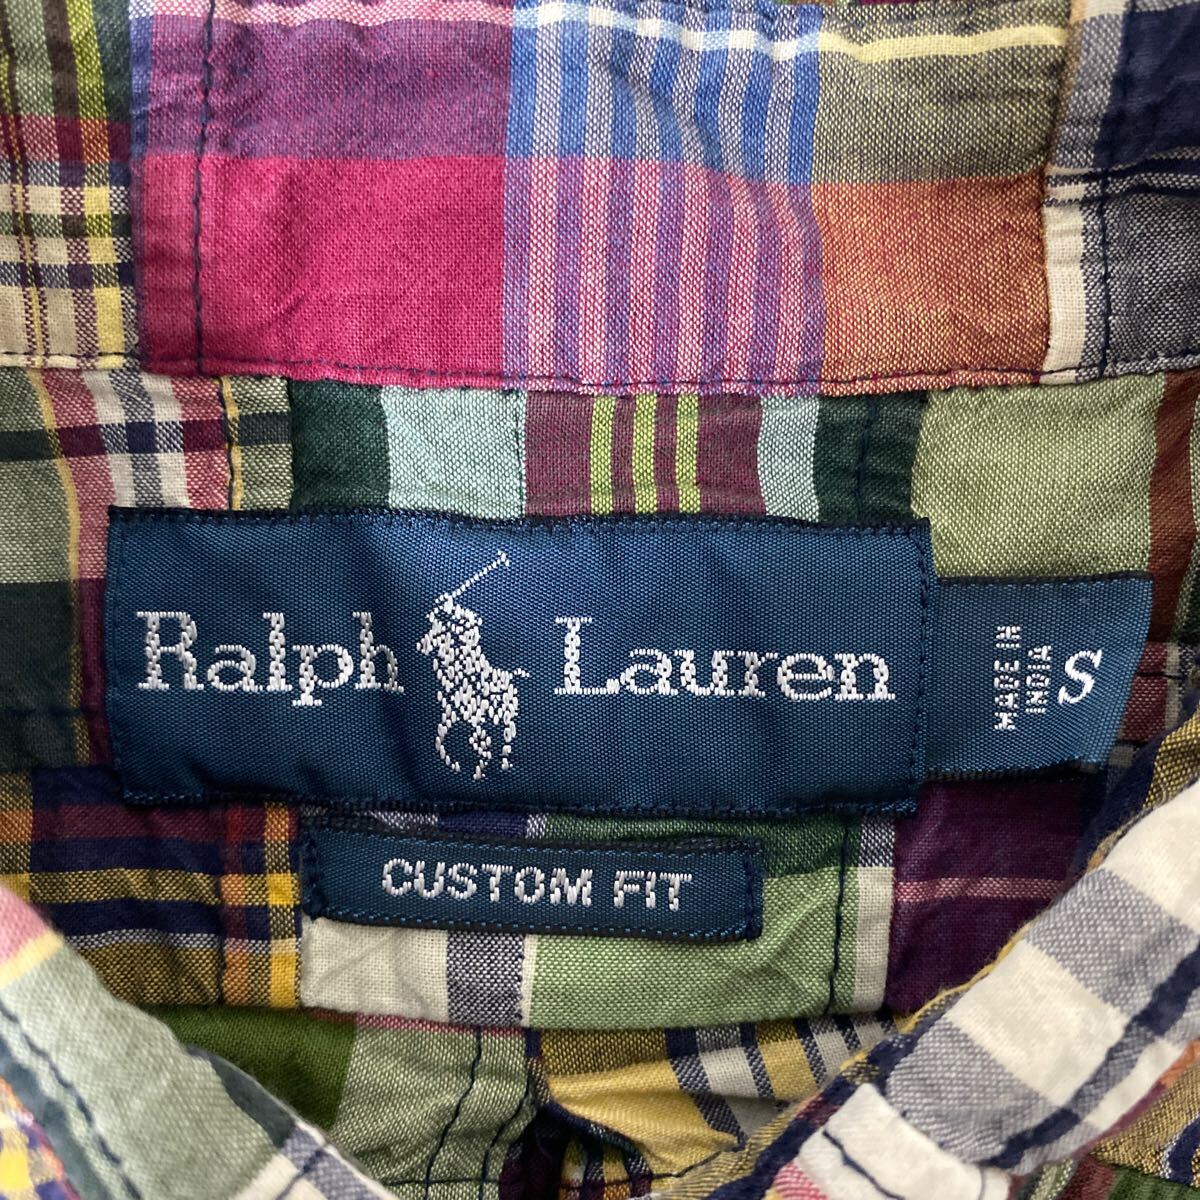 Ralph Lauren
MADE IN
INDIA
S
CUSTOM FIT